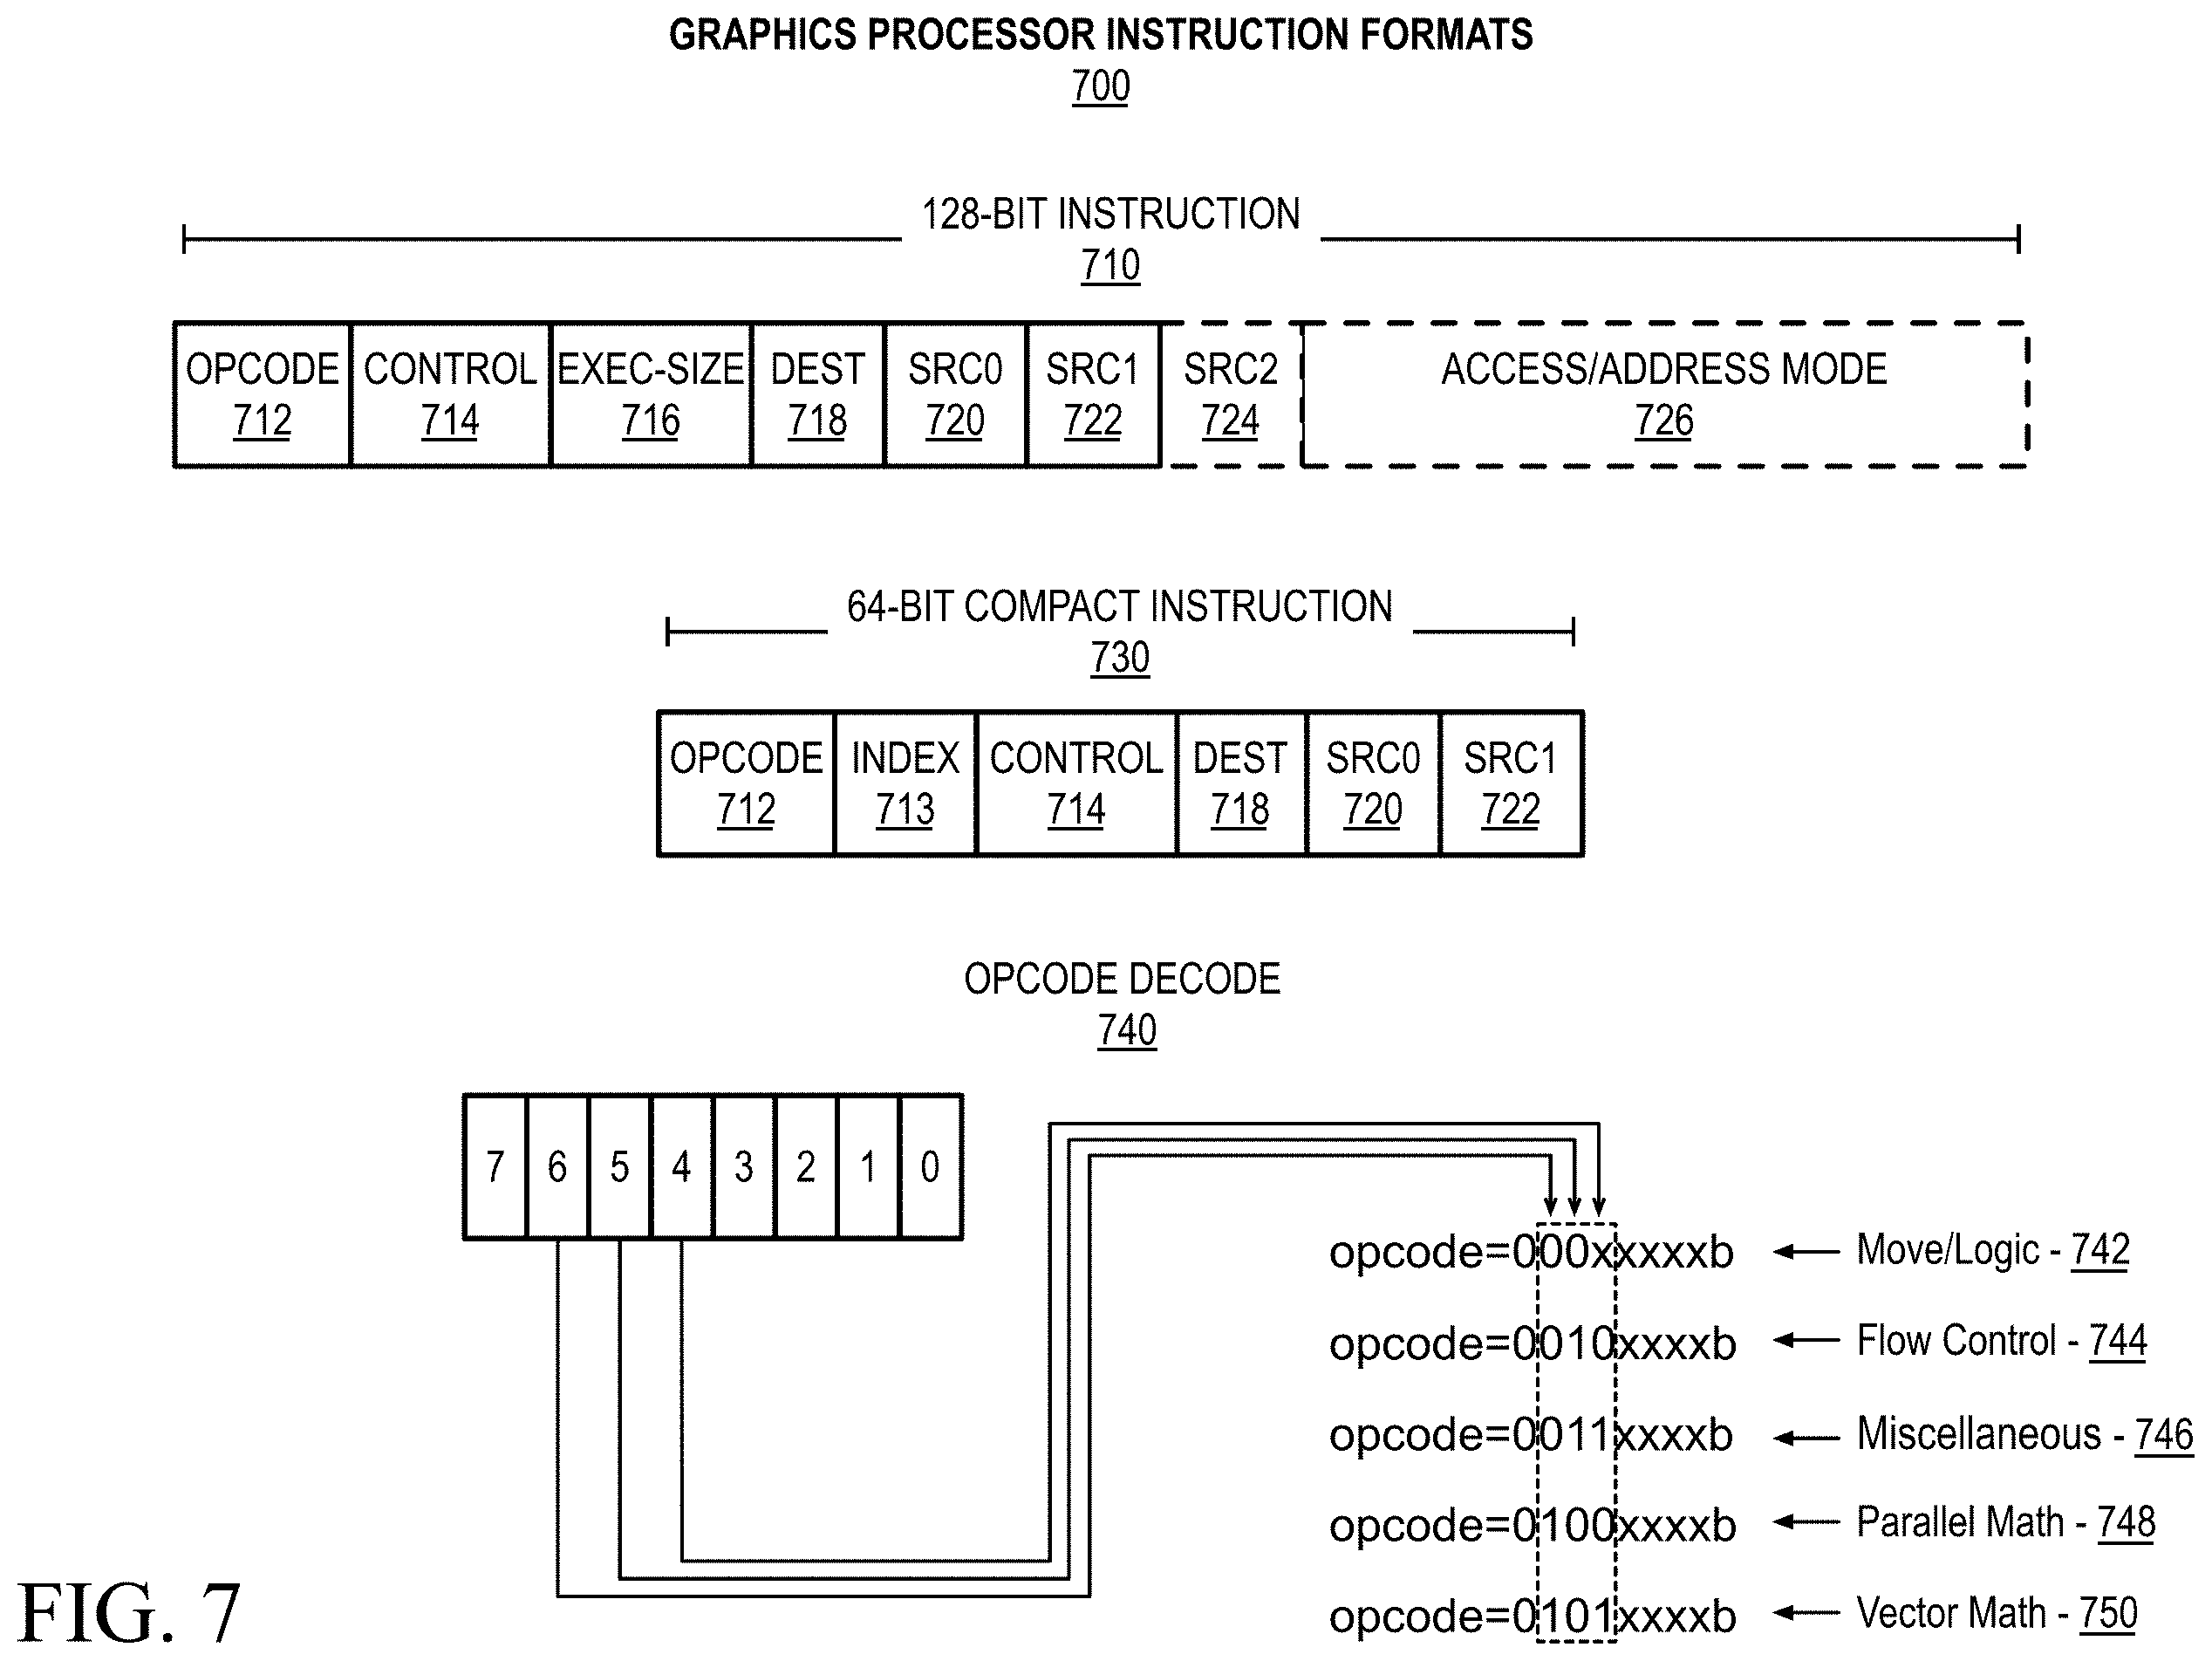 GRAPHICS PROCESSOR INSTRUCTION FORMATS
700
128-BIT INSTRUCTION
710
OPCODE CONTROL EXEC-SIZE DEST SRC0 SRC1 SRC2 ACCESS/ADDRESS MODE
712 714 716 718 720 722 724 726
64-BIT COMPACT INSTRUCTION
730
OPCODE INDEX CONTROL DEST SRC0 SRC1
712 713 714 718 720 722
OPCODE DECODE
740
7 6 5 4 3 2 1 0
opcode=000xxxxxb Move/Logic - 742
opcode=0010xxxxb Flow Control - 744
opcode=0011xxxxb Miscellaneous - 746
opcode=0100xxxxb Parallel Math - 748
opcode=0101xxxxb Vector Math - 750
FIG. 7